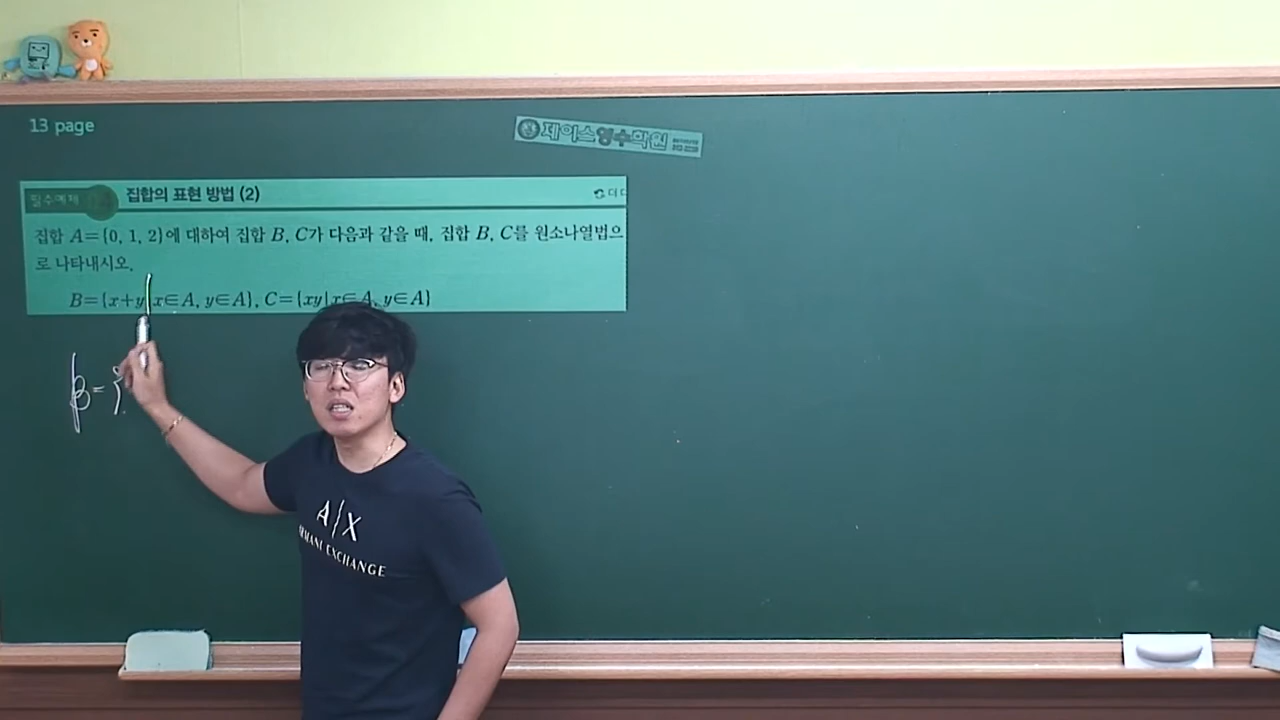 13 page
제이스영수학원
필수예제 집합의 표현 방법 (2)
집합 A={0, 1, 2}에 대하여 집합 B, C가 다음과 같을 때, 집합 B, C를 원소나열법으
로 나타내시오.
B={x+y|x∈A, y∈A}, C={xy|x∈A, y∈A}
B={
A|X
ARMANI EXCHANGE